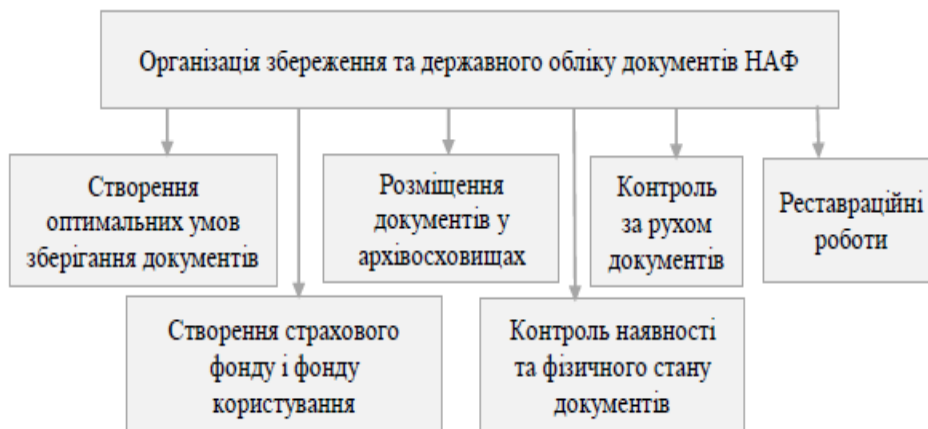 Організація збереження та державного обліку документів НАФ
Створення
оптимальних умов
зберігання документів
Розміщення
документів у
архівосховищах
Контроль
за рухом
документів
Реставраційні
роботи
Створення страхового
фонду і фонду
користування
Контроль наявності
та фізичного стану
документів